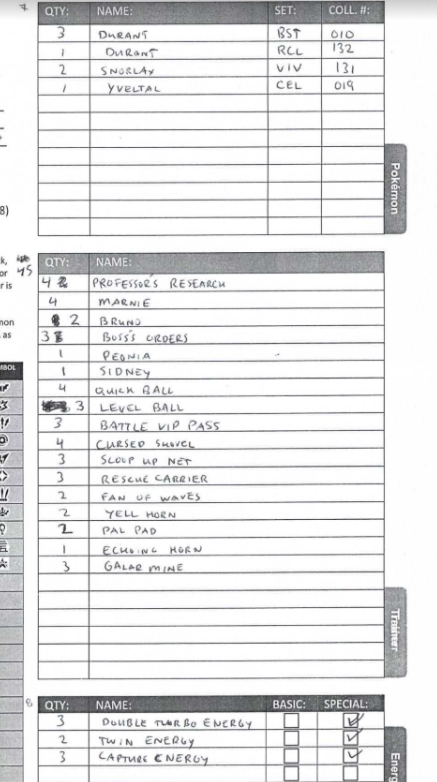 7
QTY: NAME: SET: COLL. #:
3 DURANT BST 010
1 DURANT RCL 132
2 SNORLAX VIV 131
1 YVELTAL CEL 019
Pokémon
8)
k,
or 45
r is
mon
as
MBOL
QTY: NAME:
4 PROFESSOR'S RESEARCH
4 MARNIE
2 BRUNO
3 BOSS'S ORDERS
1 PEONIA
1 SIDNEY
4 QUICK BALL
3 LEVEL BALL
3 BATTLE VIP PASS
4 CURSED SHOVEL
3 SCOOP UP NET
3 RESCUE CARRIER
2 FAN OF WAVES
2 YELL HORN
2 PAL PAD
1 ECHOING HORN
3 GALAR MINE
Trainer
8
QTY: NAME: BASIC: SPECIAL:
3 DOUBLE TURBO ENERGY
2 TWIN ENERGY
3 CAPTURE ENERGY
Energ